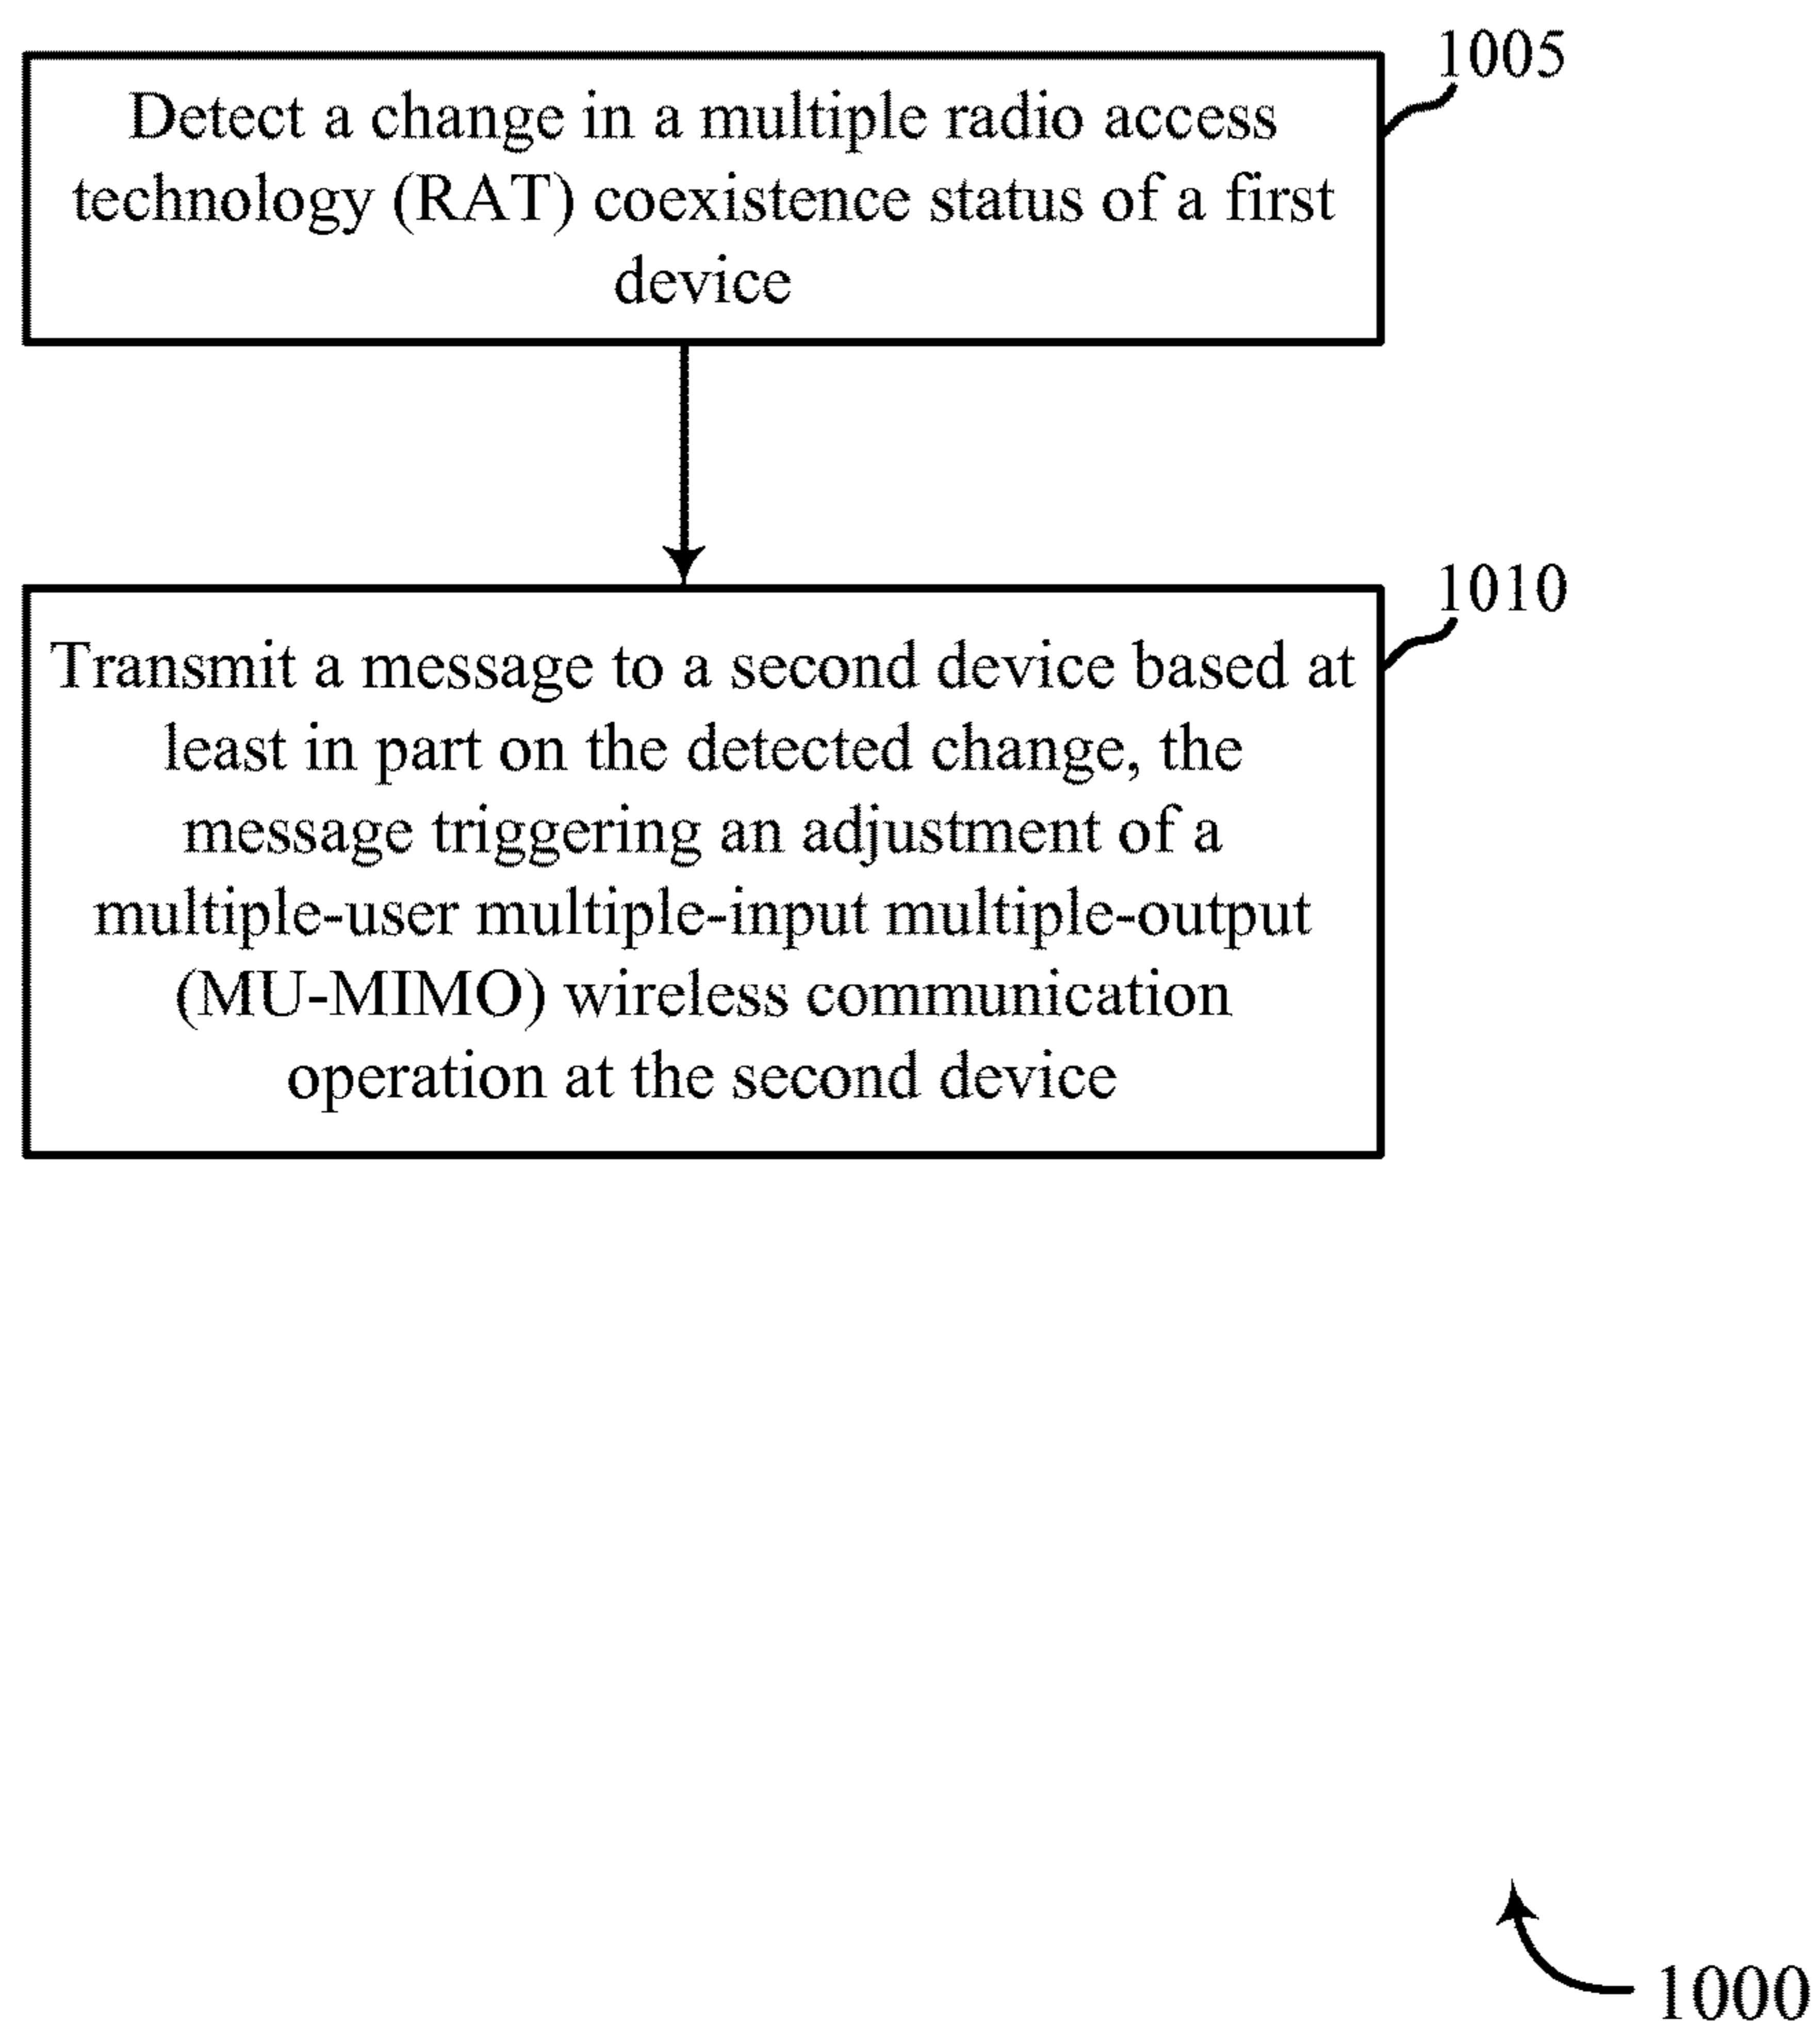 1005
Detect a change in a multiple radio access
technology (RAT) coexistence status of a first
device
1010
Transmit a message to a second device based at
least in part on the detected change, the
message triggering an adjustment of a
multiple-user multiple-input multiple-output
(MU-MIMO) wireless communication
operation at the second device
1000